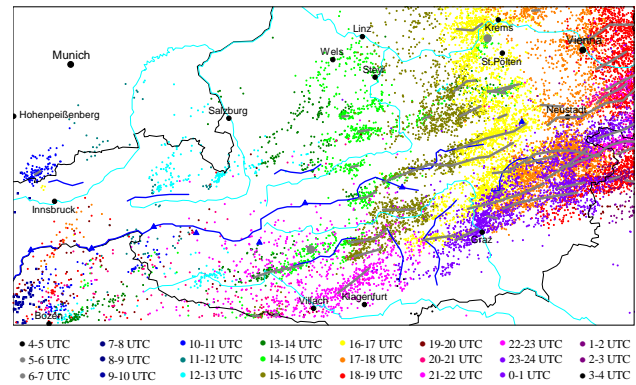 Linz
Krems
Vienna
Munich
Wels
St.Pölten
Steyr
Hohenpeißenberg
Salzburg
Neustadt
Innsbruck
Graz
Villach
Klagenfurt
Bozen
4-5 UTC 7-8 UTC 10-11 UTC 13-14 UTC 16-17 UTC 19-20 UTC 22-23 UTC 1-2 UTC
5-6 UTC 8-9 UTC 11-12 UTC 14-15 UTC 17-18 UTC 20-21 UTC 23-24 UTC 2-3 UTC
6-7 UTC 9-10 UTC 12-13 UTC 15-16 UTC 18-19 UTC 21-22 UTC 0-1 UTC 3-4 UTC